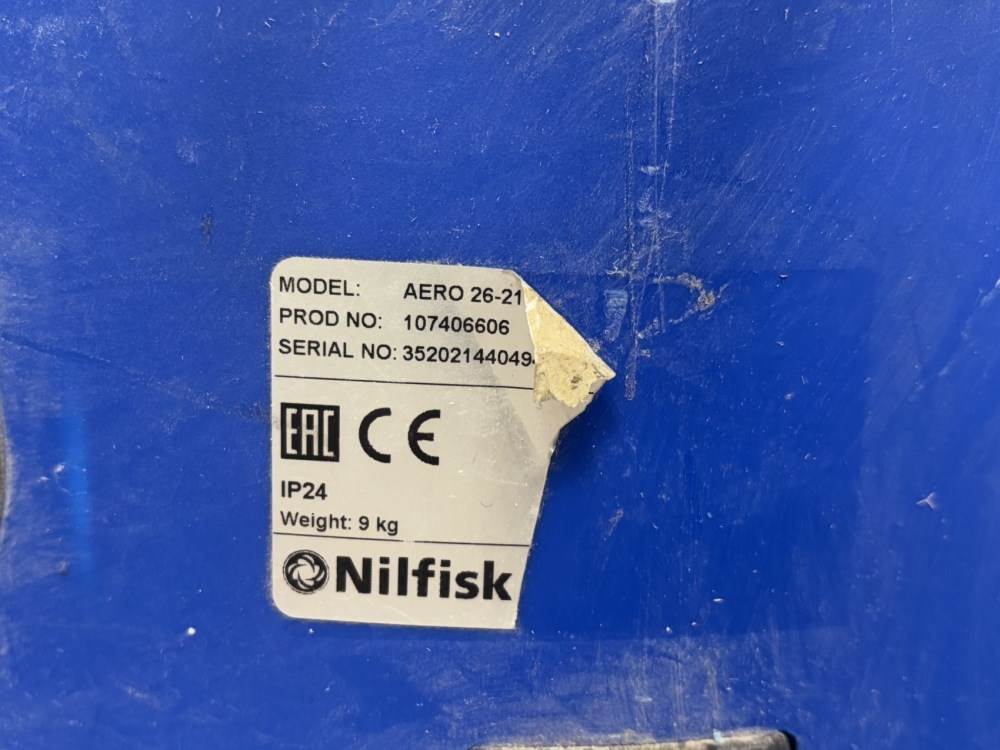 MODEL: AERO 26-21
PROD NO: 107406606
SERIAL NO: 35202144049
EAC CE
IP24
Weight: 9 kg
Nilfisk